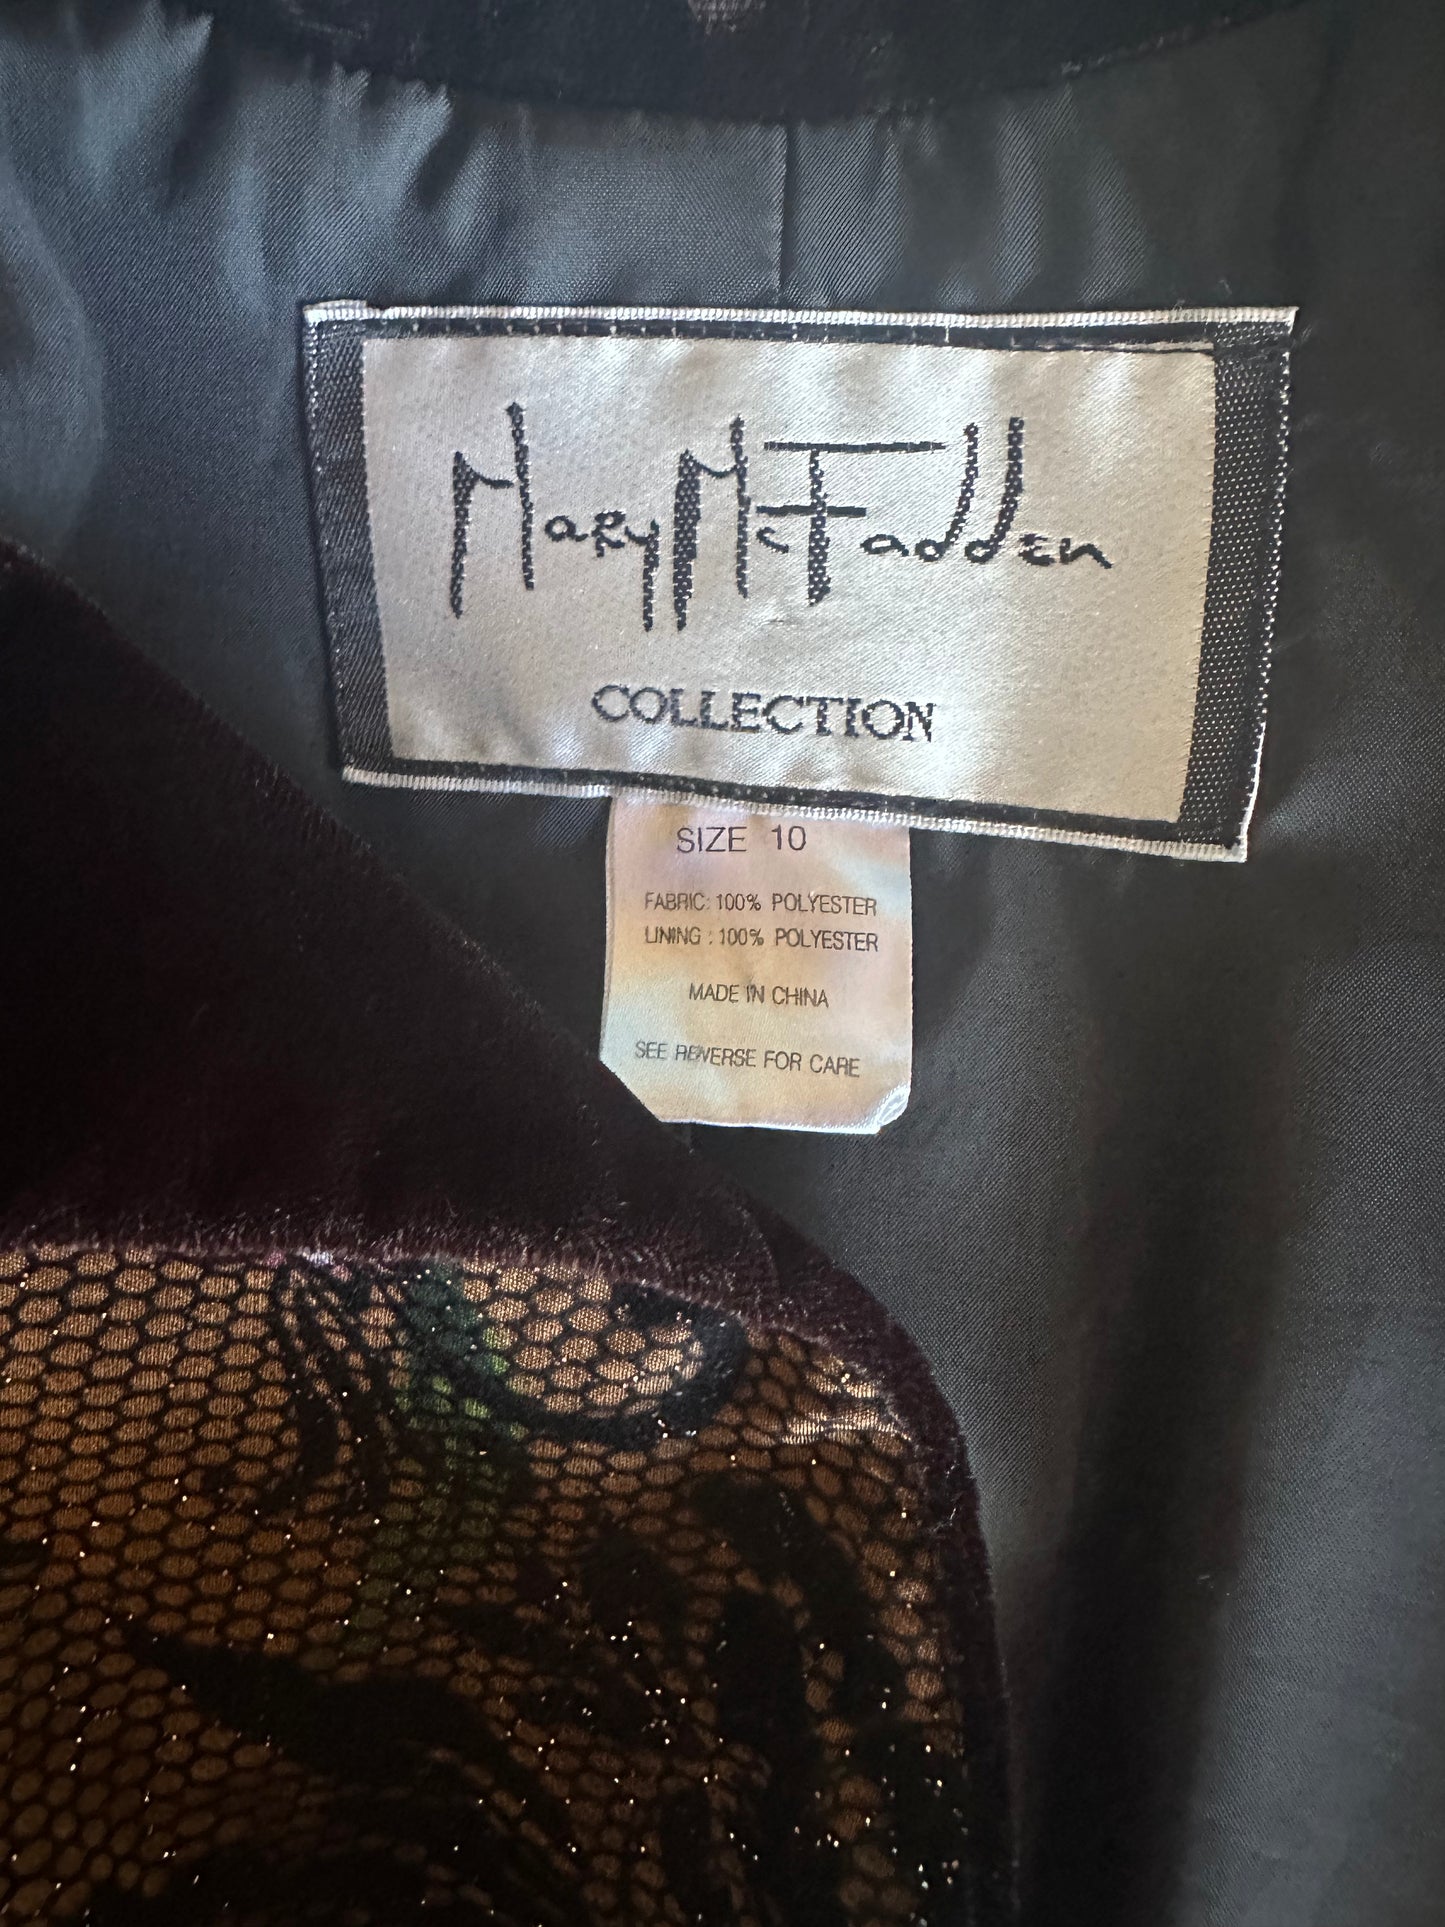 Mary McFadden
COLLECTION
SIZE 10
FABRIC: 100% POLYESTER
LINING : 100% POLYESTER
MADE IN CHINA
SEE REVERSE FOR CARE